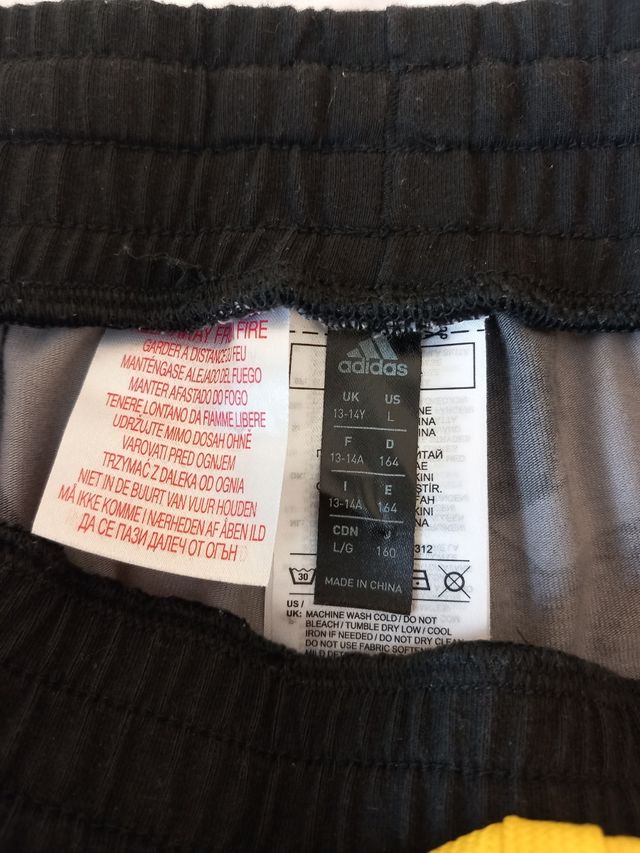 FIRE
GARDER A DISTANCE DU FEU
MANTÉNGASE ALEJADO DEL FUEGO
MANTER AFASTADO DO FOGO
TENERE LONTANO DA FIAMME LIBERE
UDRŽUJTE MIMO DOSAH OHNĚ
VAROVATI PRED OGNJEM
TRZYMAĆ Z DALEKA OD OGNIA
NIET IN DE BUURT VAN VUUR HOUDEN
MÅ IKKE KOMME I NÆRHEDEN AF ÅBEN ILD
ДА СЕ ПАЗИ ДАЛЕЧ ОТ ОГЪН
adidas
UK US
13-14Y L
F D
13-14A 164
I E
13-14A 164
CDN
L/G 160
MADE IN CHINA
312
30
US /
UK: MACHINE WASH COLD / DO NOT
BLEACH / TUMBLE DRY LOW / COOL
IRON IF NEEDED / DO NOT DRY CLEAN
DO NOT USE FABRIC